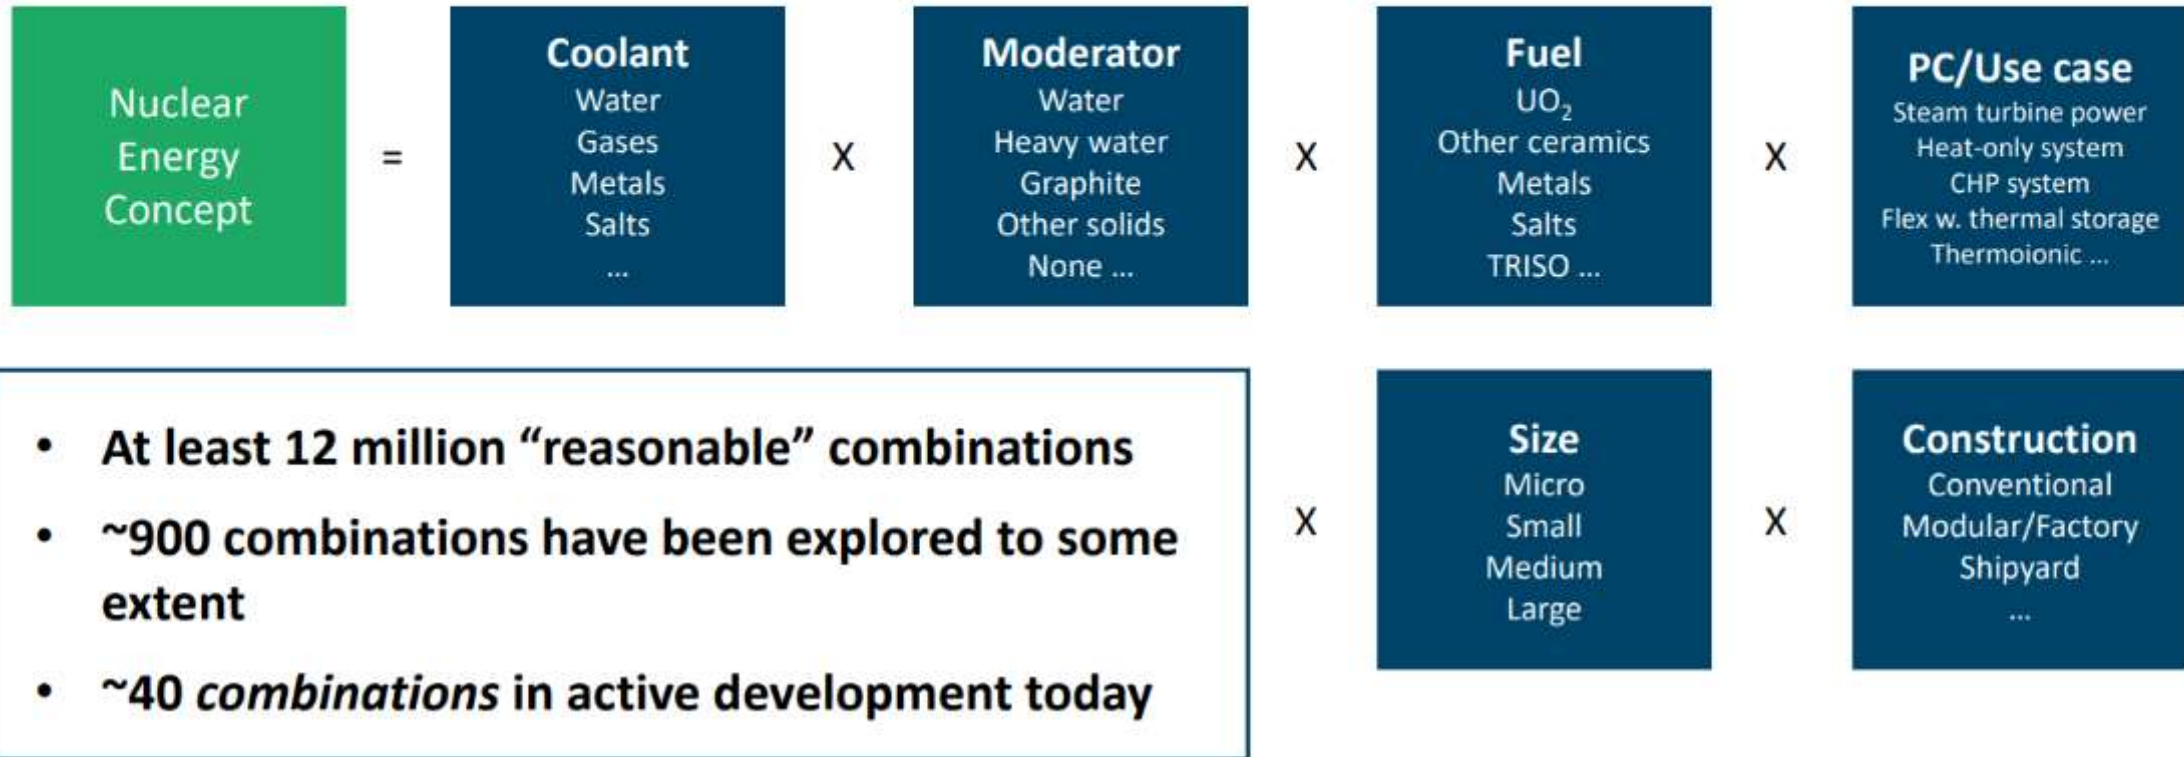 Nuclear
Energy
Concept
=
Coolant
Water
Gases
Metals
Salts
...
X
Moderator
Water
Heavy water
Graphite
Other solids
None ...
X
Fuel
UO₂
Other ceramics
Metals
Salts
TRISO ...
X
PC/Use case
Steam turbine power
Heat-only system
CHP system
Flex w. thermal storage
Thermoionic ...
X
Size
Micro
Small
Medium
Large
X
Construction
Conventional
Modular/Factory
Shipyard
...
• At least 12 million “reasonable” combinations
• ~900 combinations have been explored to some
extent
• ~40 combinations in active development today